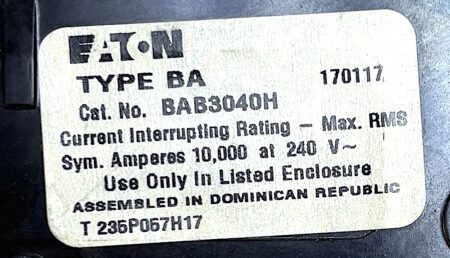 EATON
TYPE BA 170117
Cat. No. BAB3040H
Current Interrupting Rating – Max. RMS
Sym. Amperes 10,000 at 240 V~
Use Only In Listed Enclosure
ASSEMBLED IN DOMINICAN REPUBLIC
T 235P057H17